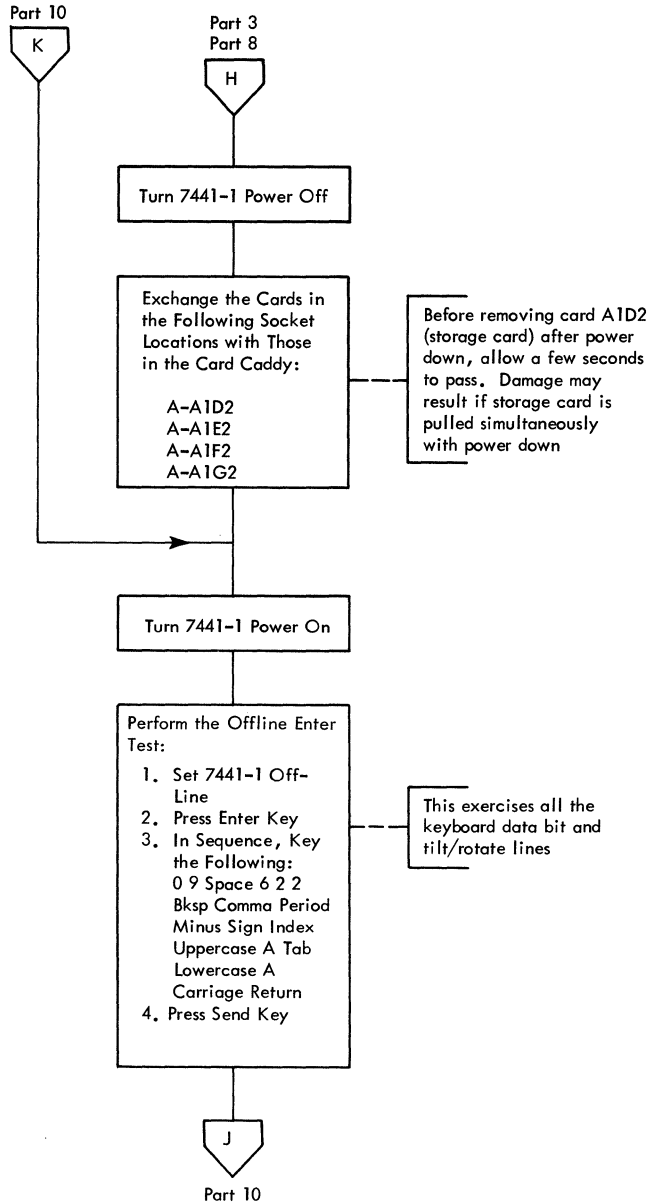 Part 10
K
Part 3
Part 8
H
Turn 7441-1 Power Off
Exchange the Cards in
the Following Socket
Locations with Those
in the Card Caddy:
A-A1D2
A-A1E2
A-A1F2
A-A1G2
Before removing card A1D2
(storage card) after power
down, allow a few seconds
to pass. Damage may
result if storage card is
pulled simultaneously
with power down
Turn 7441-1 Power On
Perform the Offline Enter
Test:
1. Set 7441-1 Off-
Line
2. Press Enter Key
3. In Sequence, Key
the Following:
0 9 Space 6 2 2
Bksp Comma Period
Minus Sign Index
Uppercase A Tab
Lowercase A
Carriage Return
4. Press Send Key
This exercises all the
keyboard data bit and
tilt/rotate lines
J
Part 10